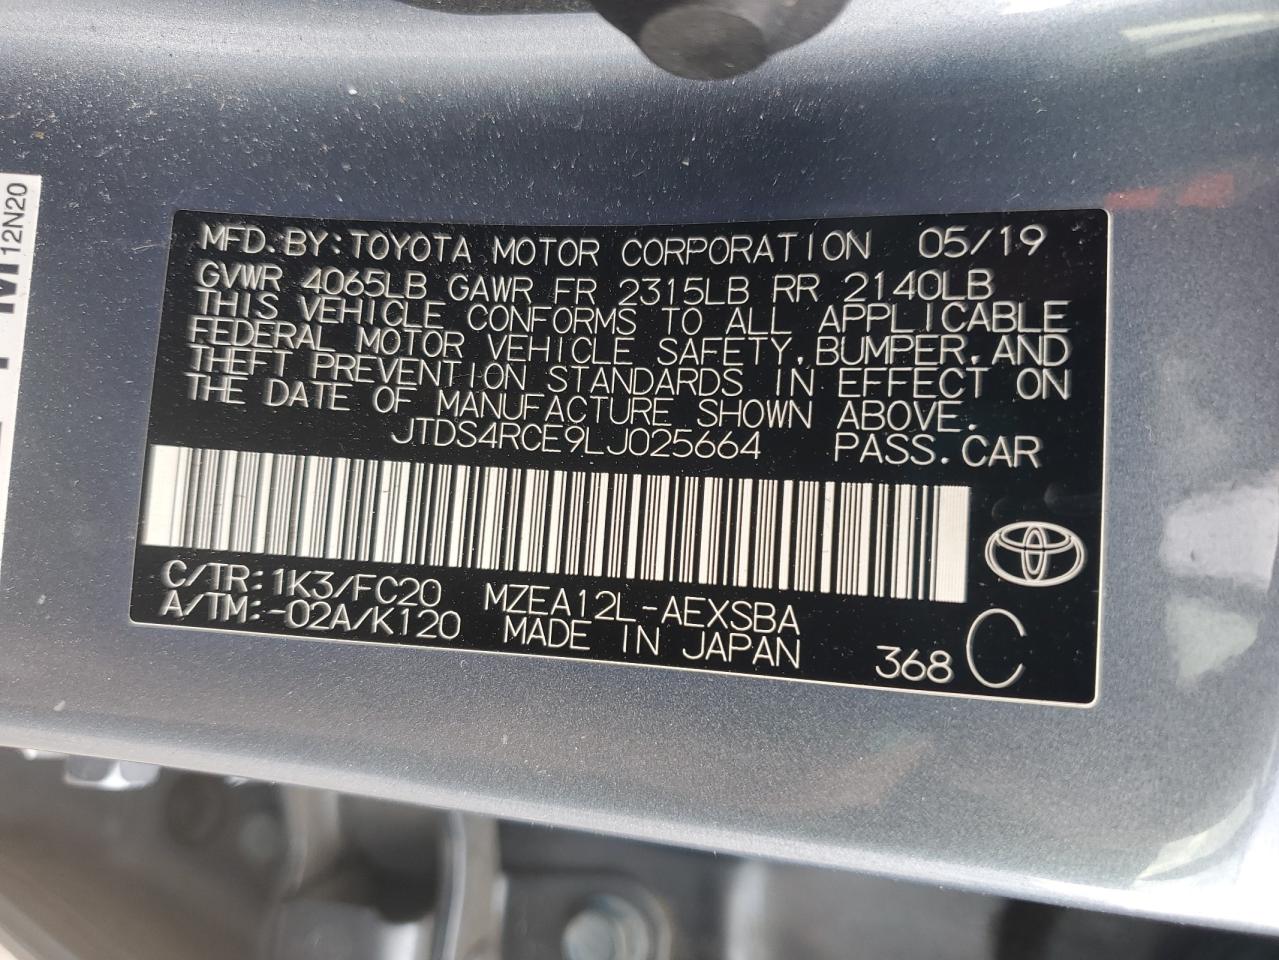 MFD. BY: TOYOTA MOTOR CORPORATION 05/19
GVWR 4065LB GAWR FR 2315LB RR 2140LB
THIS VEHICLE CONFORMS TO ALL APPLICABLE
FEDERAL MOTOR VEHICLE SAFETY, BUMPER, AND
THEFT PREVENTION STANDARDS IN EFFECT ON
THE DATE OF MANUFACTURE SHOWN ABOVE.
JTDS4RCE9LJ025664 PASS. CAR
C/TR: 1K3/FC20 MZEA12L-AEXSBA
A/TM: -02A/K120 MADE IN JAPAN
368 C
12N20